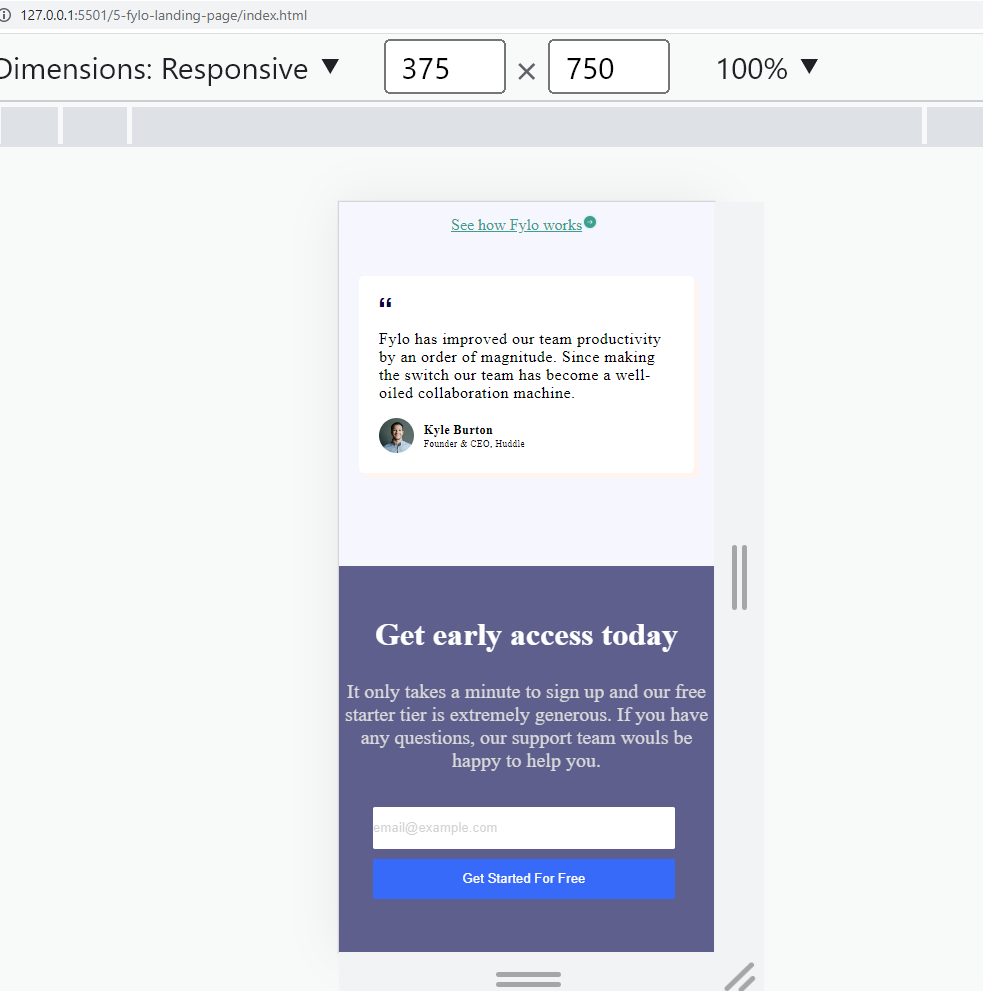 127.0.0.1:5501/5-fylo-landing-page/index.html
Dimensions: Responsive ▼ 375 × 750 100% ▼
See how Fylo works
“
Fylo has improved our team productivity
by an order of magnitude. Since making
the switch our team has become a well-
oiled collaboration machine.
Kyle Burton
Founder & CEO, Huddle
Get early access today
It only takes a minute to sign up and our free
starter tier is extremely generous. If you have
any questions, our support team wouls be
happy to help you.
email@example.com
Get Started For Free